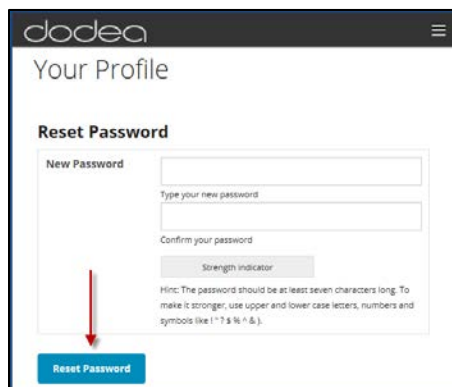 dodea
Your Profile
Reset Password
New Password
Type your new password
Confirm your password
Strength indicator
Hint: The password should be at least seven characters long. To
make it stronger, use upper and lower case letters, numbers and
symbols like ! " ? $ % ^ & ).
Reset Password